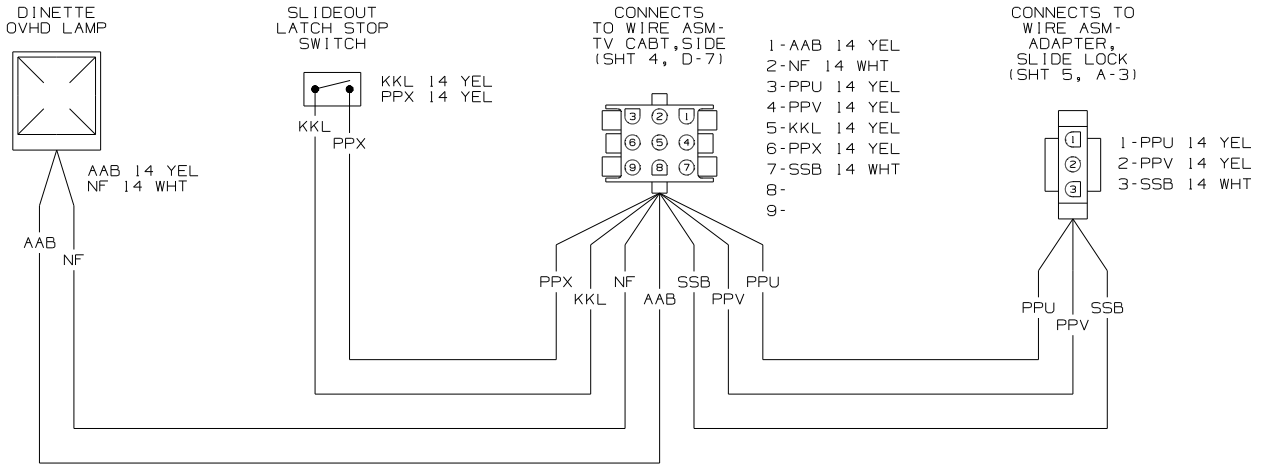 DINETTE
OVHD LAMP
SLIDEOUT
LATCH STOP
SWITCH
CONNECTS
TO WIRE ASM-
TV CABT,SIDE
(SHT 4, D-7)
CONNECTS TO
WIRE ASM-
ADAPTER,
SLIDE LOCK
(SHT 5, A-3)
KKL 14 YEL
PPX 14 YEL
1-AAB 14 YEL
2-NF 14 WHT
3-PPU 14 YEL
4-PPV 14 YEL
5-KKL 14 YEL
6-PPX 14 YEL
7-SSB 14 WHT
8-
9-
3 2 1
6 5 4
9 8 7
1
2
3
1-PPU 14 YEL
2-PPV 14 YEL
3-SSB 14 WHT
KKL
PPX
AAB 14 YEL
NF 14 WHT
AAB
NF
PPX
KKL
NF
AAB
SSB
PPV
PPU
PPU
PPV
SSB